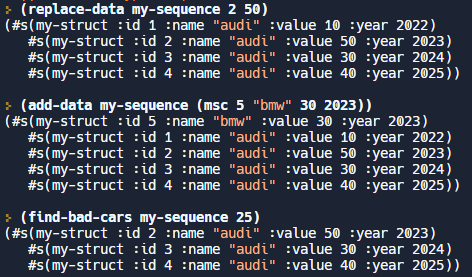 > (replace-data my-sequence 2 50)
(#s(my-struct :id 1 :name "audi" :value 10 :year 2022)
#s(my-struct :id 2 :name "audi" :value 50 :year 2023)
#s(my-struct :id 3 :name "audi" :value 30 :year 2024)
#s(my-struct :id 4 :name "audi" :value 40 :year 2025))
> (add-data my-sequence (msc 5 "bmw" 30 2023))
(#s(my-struct :id 5 :name "bmw" :value 30 :year 2023)
#s(my-struct :id 1 :name "audi" :value 10 :year 2022)
#s(my-struct :id 2 :name "audi" :value 50 :year 2023)
#s(my-struct :id 3 :name "audi" :value 30 :year 2024)
#s(my-struct :id 4 :name "audi" :value 40 :year 2025))
> (find-bad-cars my-sequence 25)
(#s(my-struct :id 2 :name "audi" :value 50 :year 2023)
#s(my-struct :id 3 :name "audi" :value 30 :year 2024)
#s(my-struct :id 4 :name "audi" :value 40 :year 2025))